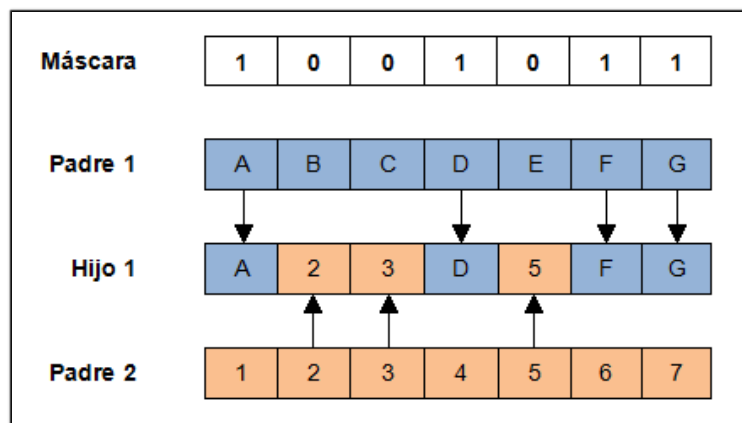 Máscara 1 0 0 1 0 1 1
Padre 1 A B C D E F G
Hijo 1 A 2 3 D 5 F G
Padre 2 1 2 3 4 5 6 7